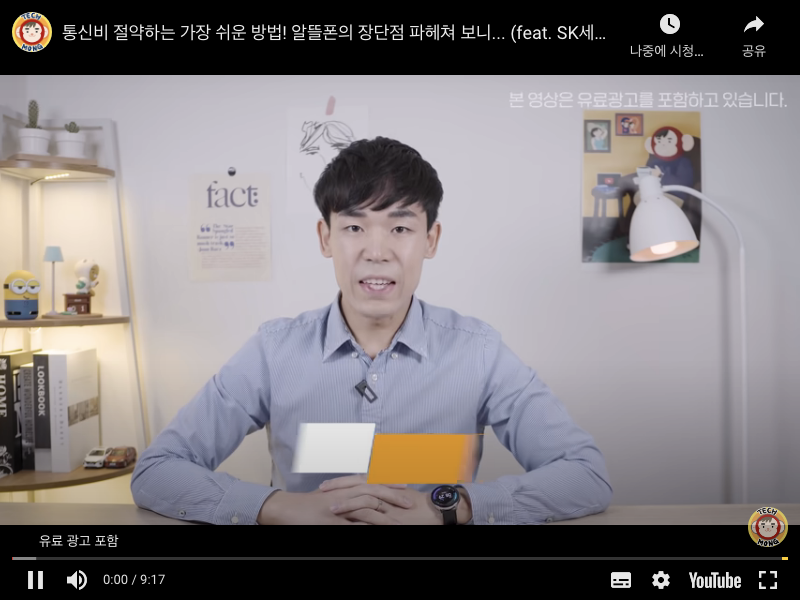 통신비 절약하는 가장 쉬운 방법! 알뜰폰의 장단점 파헤쳐 보니... (feat. SK세...
나중에 시청...
공유
본 영상은 유료광고를 포함하고 있습니다.
fact:
HOME
LOOKBOOK
TECH
MONG
유료 광고 포함
0:00 / 9:17
YouTube